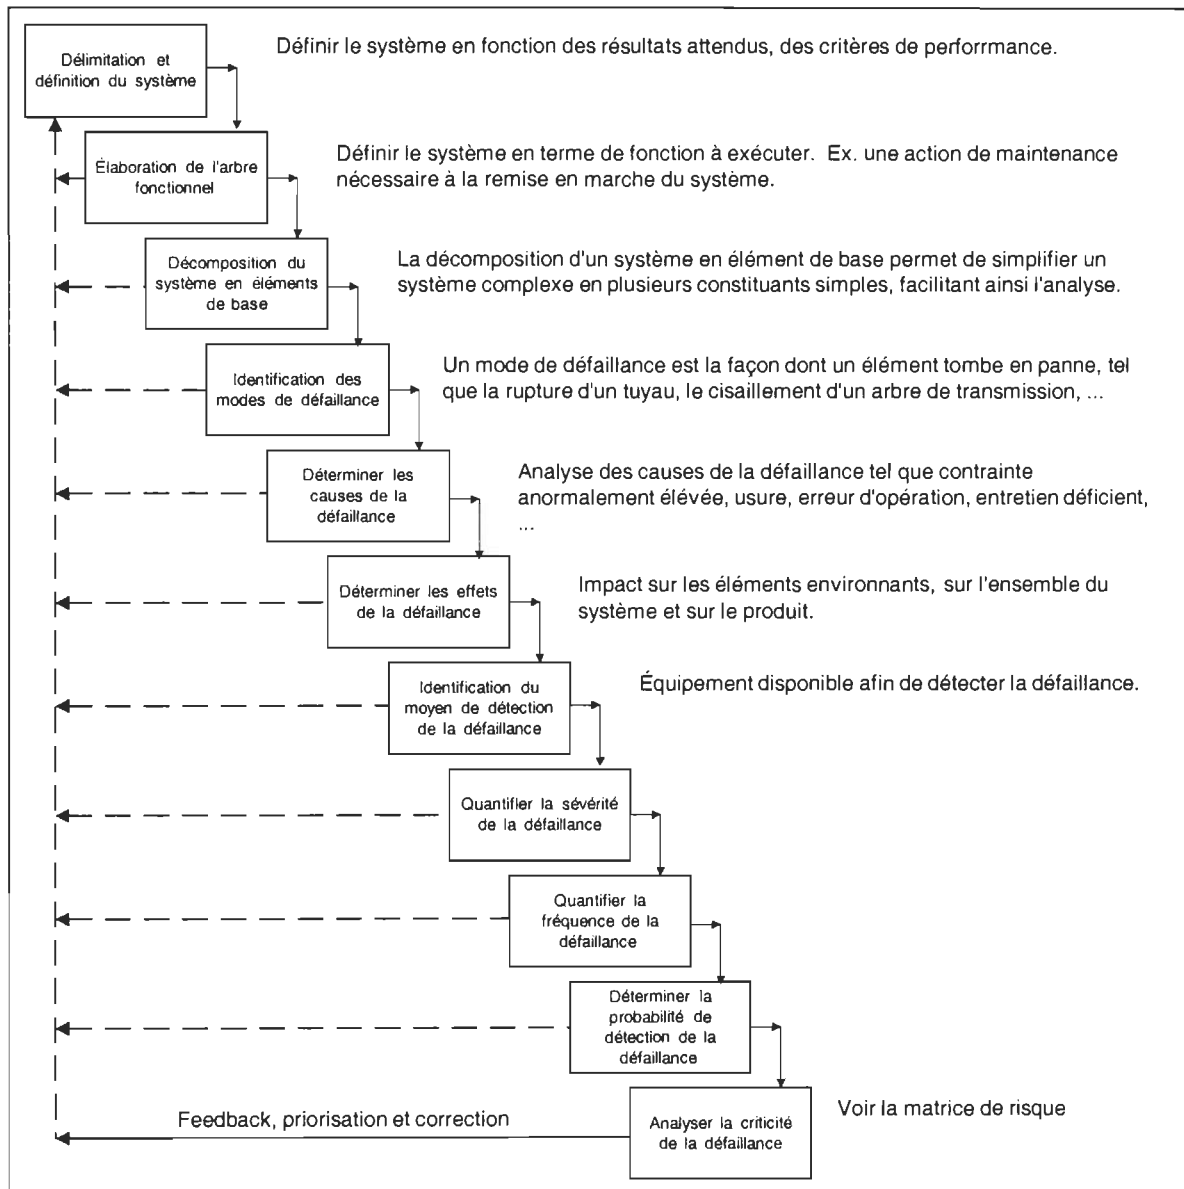 Délimitation et
définition du système
Définir le système en fonction des résultats attendus, des critères de perforrmance.
Élaboration de l'arbre
fonctionnel
Définir le système en terme de fonction à exécuter. Ex. une action de maintenance
nécessaire à la remise en marche du système.
Décomposition du
système en éléments
de base
La décomposition d'un système en élément de base permet de simplifier un
système complexe en plusieurs constituants simples, facilitant ainsi l'analyse.
Identification des
modes de défaillance
Un mode de défaillance est la façon dont un élément tombe en panne, tel
que la rupture d'un tuyau, le cisaillement d'un arbre de transmission, ...
Déterminer les
causes de la
défaillance
Analyse des causes de la défaillance tel que contrainte
anormalement élévée, usure, erreur d'opération, entretien déficient,
...
Déterminer les effets
de la défaillance
Impact sur les éléments environnants, sur l'ensemble du
système et sur le produit.
Identification du
moyen de détection
de la défaillance
Équipement disponible afin de détecter la défaillance.
Quantifier la sévérité
de la défaillance
Quantifier la
fréquence de la
défaillance
Déterminer la
probabilité de
détection de la
défaillance
Analyser la criticité
de la défaillance
Voir la matrice de risque
Feedback, priorisation et correction